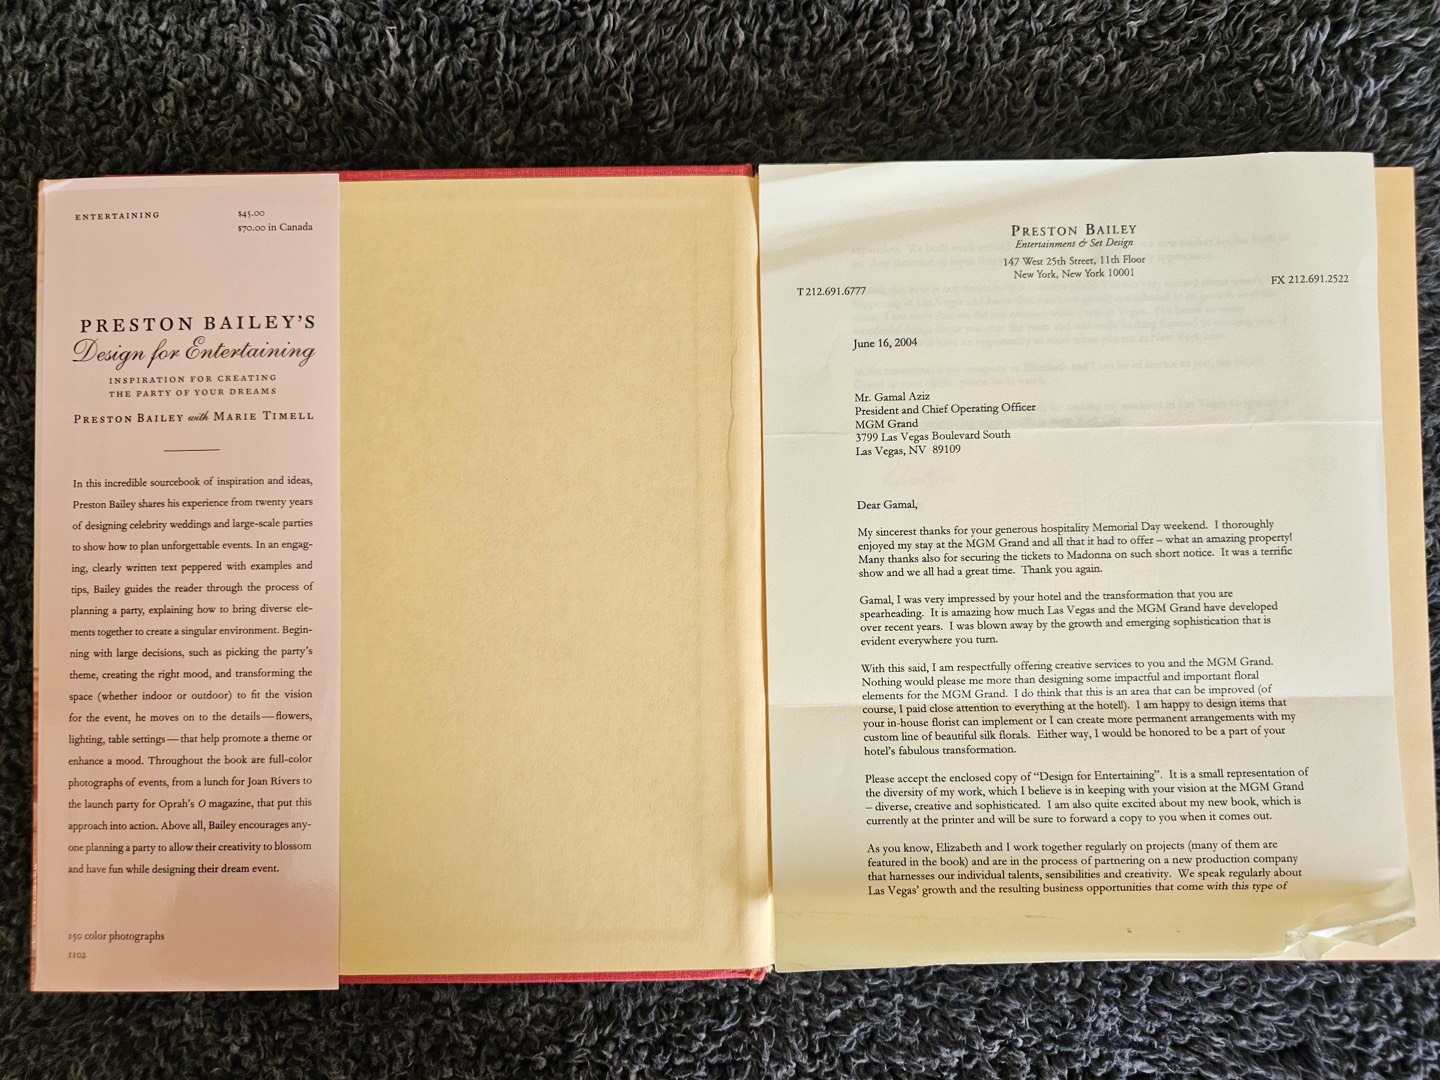 ENTERTAINING
$45.00
$70.00 in Canada
PRESTON BAILEY'S
Design for Entertaining
INSPIRATION FOR CREATING
THE PARTY OF YOUR DREAMS
PRESTON BAILEY with MARIE TIMELL
In this incredible sourcebook of inspiration and ideas,
Preston Bailey shares his experience from twenty years
of designing celebrity weddings and large-scale parties
to show how to plan unforgettable events. In an engag-
ing, clearly written text peppered with examples and
tips, Bailey guides the reader through the process of
planning a party, explaining how to bring diverse ele-
ments together to create a singular environment. Begin-
ning with large decisions, such as picking the party's
theme, creating the right mood, and transforming the
space (whether indoor or outdoor) to fit the vision
for the event, he moves on to the details—flowers,
lighting, table settings—that help promote a theme or
enhance a mood. Throughout the book are full-color
photographs of events, from a lunch for Joan Rivers to
the launch party for Oprah's O magazine, that put this
approach into action. Above all, Bailey encourages any-
one planning a party to allow their creativity to blossom
and have fun while designing their dream event.
150 color photographs
1102
PRESTON BAILEY
Entertainment & Set Design
147 West 25th Street, 11th Floor
New York, New York 10001
T 212.691.6777
FX 212.691.2522
June 16, 2004
Mr. Gamal Aziz
President and Chief Operating Officer
MGM Grand
3799 Las Vegas Boulevard South
Las Vegas, NV 89109
Dear Gamal,
My sincerest thanks for your generous hospitality Memorial Day weekend. I thoroughly
enjoyed my stay at the MGM Grand and all that it had to offer – what an amazing property!
Many thanks also for securing the tickets to Madonna on such short notice. It was a terrific
show and we all had a great time. Thank you again.
Gamal, I was very impressed by your hotel and the transformation that you are
spearheading. It is amazing how much Las Vegas and the MGM Grand have developed
over recent years. I was blown away by the growth and emerging sophistication that is
evident everywhere you turn.
With this said, I am respectfully offering creative services to you and the MGM Grand.
Nothing would please me more than designing some impactful and important floral
elements for the MGM Grand. I do think that this is an area that can be improved (of
course, I paid close attention to everything at the hotel!). I am happy to design items that
your in-house florist can implement or I can create more permanent arrangements with my
custom line of beautiful silk florals. Either way, I would be honored to be a part of your
hotel's fabulous transformation.
Please accept the enclosed copy of "Design for Entertaining". It is a small representation of
the diversity of my work, which I believe is in keeping with your vision at the MGM Grand
– diverse, creative and sophisticated. I am also quite excited about my new book, which is
currently at the printer and will be sure to forward a copy to you when it comes out.
As you know, Elizabeth and I work together regularly on projects (many of them are
featured in the book) and are in the process of partnering on a new production company
that harnesses our individual talents, sensibilities and creativity. We speak regularly about
Las Vegas' growth and the resulting business opportunities that come with this type of